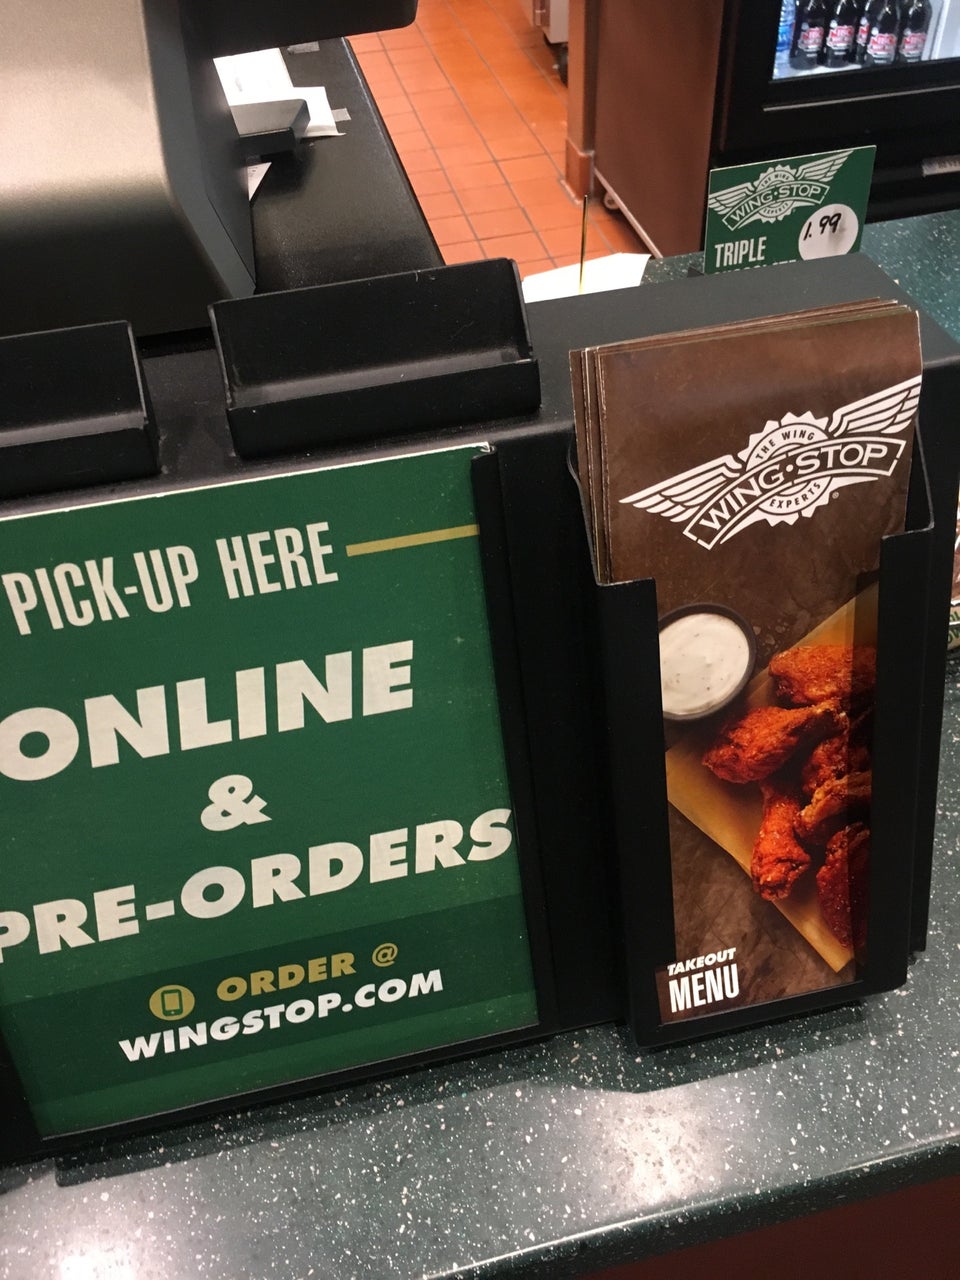 THE WING
WING·STOP
EXPERTS
1.99
TRIPLE
PICK-UP HERE
ONLINE
&
PRE-ORDERS
ORDER @
WINGSTOP.COM
THE WING
WING·STOP
EXPERTS®
TAKEOUT
MENU